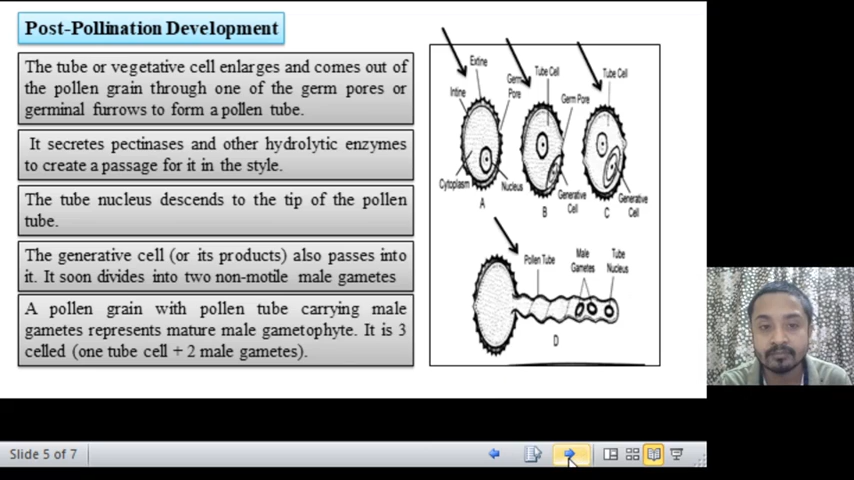 Post-Pollination Development
The tube or vegetative cell enlarges and comes out of
the pollen grain through one of the germ pores or
germinal furrows to form a pollen tube.
It secretes pectinases and other hydrolytic enzymes
to create a passage for it in the style.
The tube nucleus descends to the tip of the pollen
tube.
The generative cell (or its products) also passes into
it. It soon divides into two non-motile male gametes
A pollen grain with pollen tube carrying male
gametes represents mature male gametophyte. It is 3
celled (one tube cell + 2 male gametes).
Extine
Intine
Germ
Pore
Cytoplasm
Nucleus
A
Tube Cell
Germ Pore
Generative
Cell
B
Tube Cell
Generative
Cell
C
Pollen Tube
Male
Gametes
Tube
Nucleus
D
Slide 5 of 7